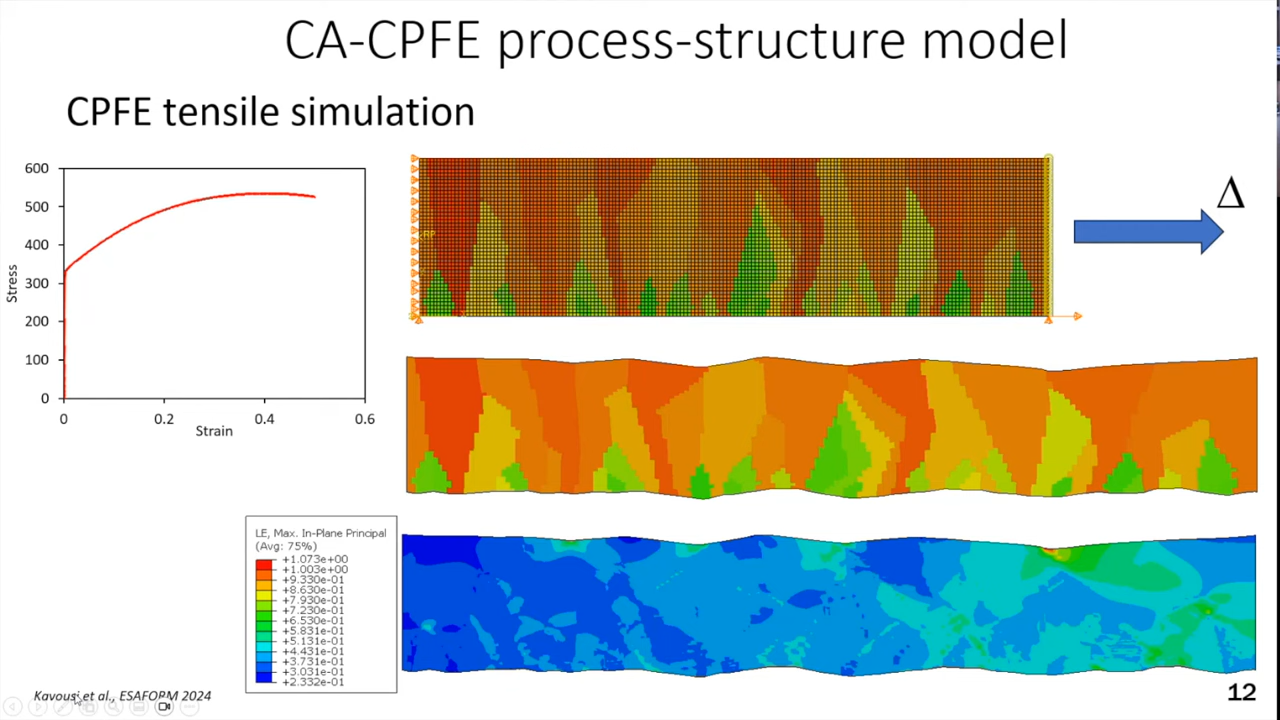 CA-CPFE process-structure model
CPFE tensile simulation
600
500
400
300
200
100
0
Stress
0
0.2
0.4
0.6
Strain
RP
Δ
LE, Max. In-Plane Principal
(Avg: 75%)
+1.073e+00
+1.003e+00
+9.330e-01
+8.630e-01
+7.930e-01
+7.230e-01
+6.530e-01
+5.831e-01
+5.131e-01
+4.431e-01
+3.731e-01
+3.031e-01
+2.332e-01
Kavousi et al., ESAFORM 2024
12